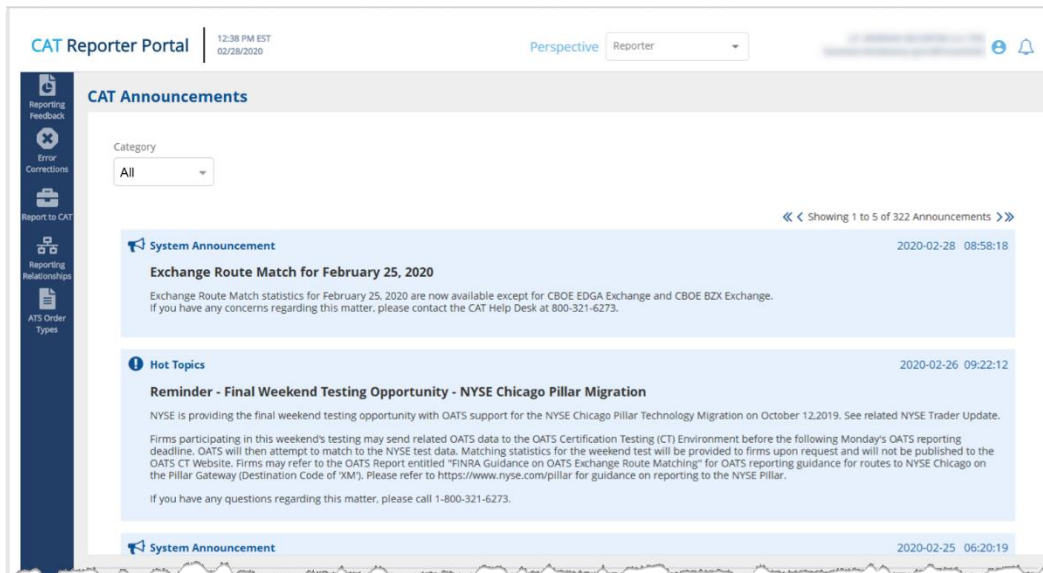 CAT Reporter Portal
12:38 PM EST
02/28/2020
Perspective
Reporter
Reporting
Feedback
Error
Corrections
Report to CAT
Reporting
Relationships
ATS Order
Types
CAT Announcements
Category
All
Showing 1 to 5 of 322 Announcements
System Announcement
2020-02-28 08:58:18
Exchange Route Match for February 25, 2020
Exchange Route Match statistics for February 25, 2020 are now available except for CBOE EDGA Exchange and CBOE BZX Exchange.
If you have any concerns regarding this matter, please contact the CAT Help Desk at 800-321-6273.
Hot Topics
2020-02-26 09:22:12
Reminder - Final Weekend Testing Opportunity - NYSE Chicago Pillar Migration
NYSE is providing the final weekend testing opportunity with OATS support for the NYSE Chicago Pillar Technology Migration on October 12,2019. See related NYSE Trader Update.
Firms participating in this weekend's testing may send related OATS data to the OATS Certification Testing (CT) Environment before the following Monday's OATS reporting
deadline. OATS will then attempt to match to the NYSE test data. Matching statistics for the weekend test will be provided to firms upon request and will not be published to the
OATS CT Website. Firms may refer to the OATS Report entitled "FINRA Guidance on OATS Exchange Route Matching" for OATS reporting guidance for routes to NYSE Chicago on
the Pillar Gateway (Destination Code of 'XM'). Please refer to https://www.nyse.com/pillar for guidance on reporting to the NYSE Pillar.
If you have any questions regarding this matter, please call 1-800-321-6273.
System Announcement
2020-02-25 06:20:19